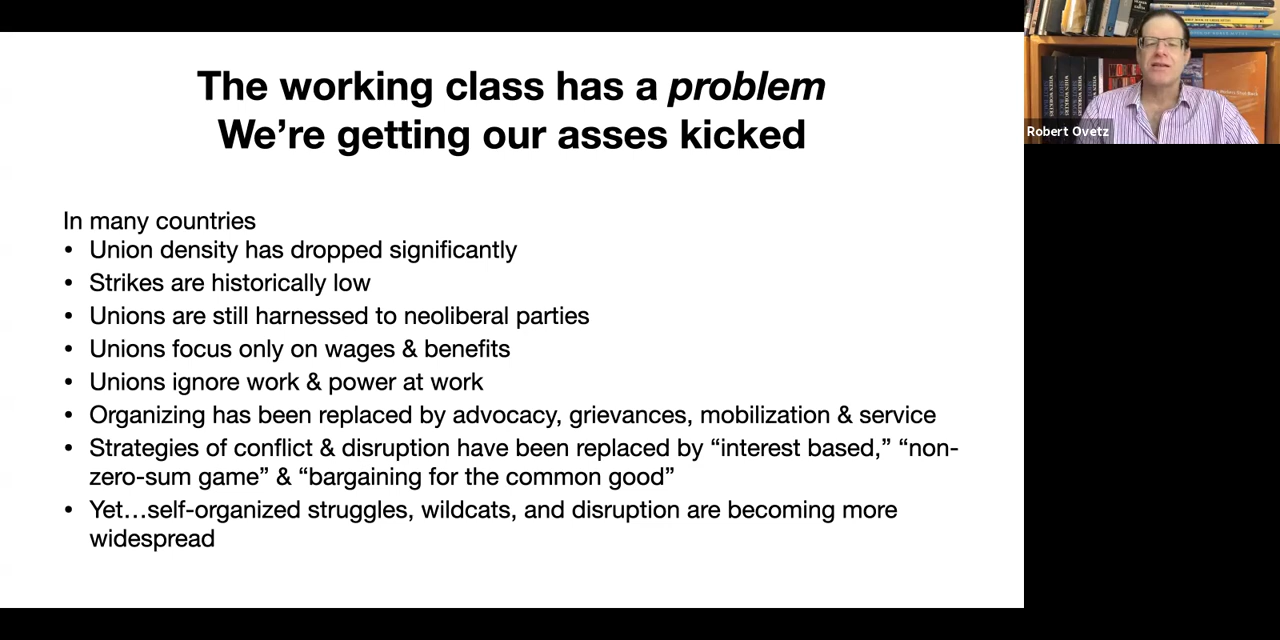 The working class has a problem
We’re getting our asses kicked
In many countries
• Union density has dropped significantly
• Strikes are historically low
• Unions are still harnessed to neoliberal parties
• Unions focus only on wages & benefits
• Unions ignore work & power at work
• Organizing has been replaced by advocacy, grievances, mobilization & service
• Strategies of conflict & disruption have been replaced by “interest based,” “non-
zero-sum game” & “bargaining for the common good”
• Yet…self-organized struggles, wildcats, and disruption are becoming more
widespread
Robert Ovetz